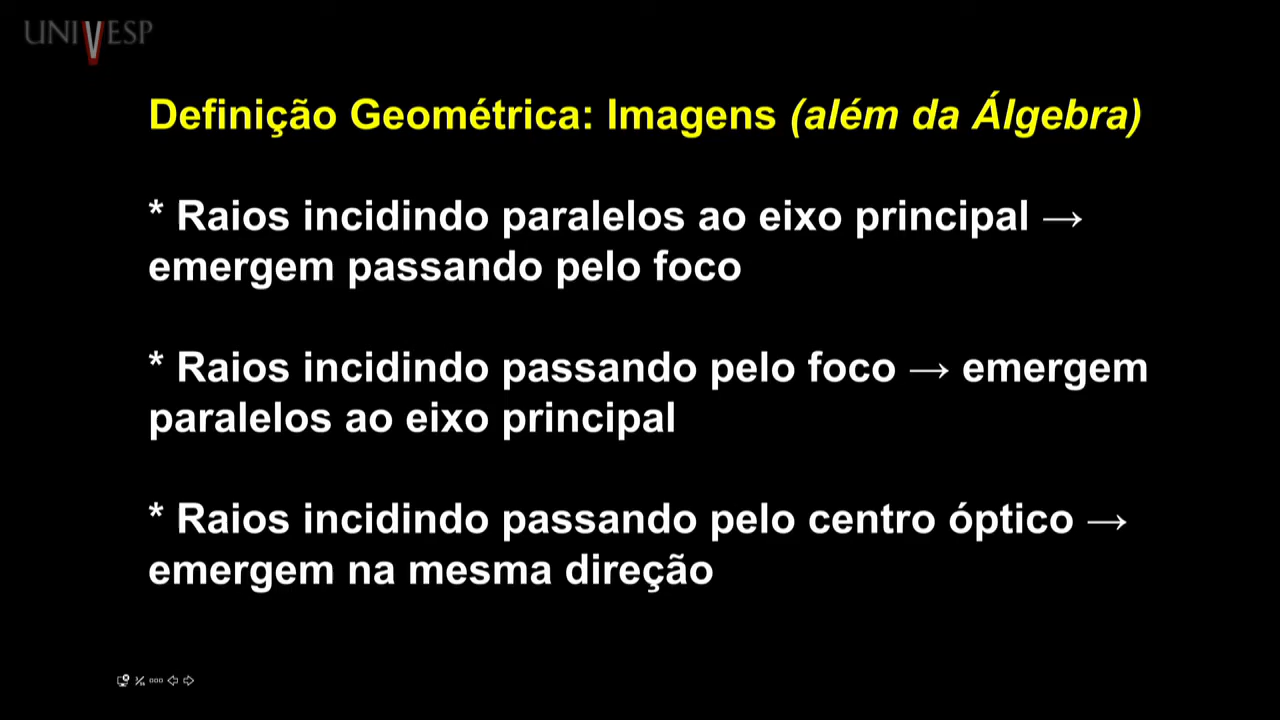 UNIVESP
Definição Geométrica: Imagens (além da Álgebra)
* Raios incidindo paralelos ao eixo principal →
emergem passando pelo foco
* Raios incidindo passando pelo foco → emergem
paralelos ao eixo principal
* Raios incidindo passando pelo centro óptico →
emergem na mesma direção